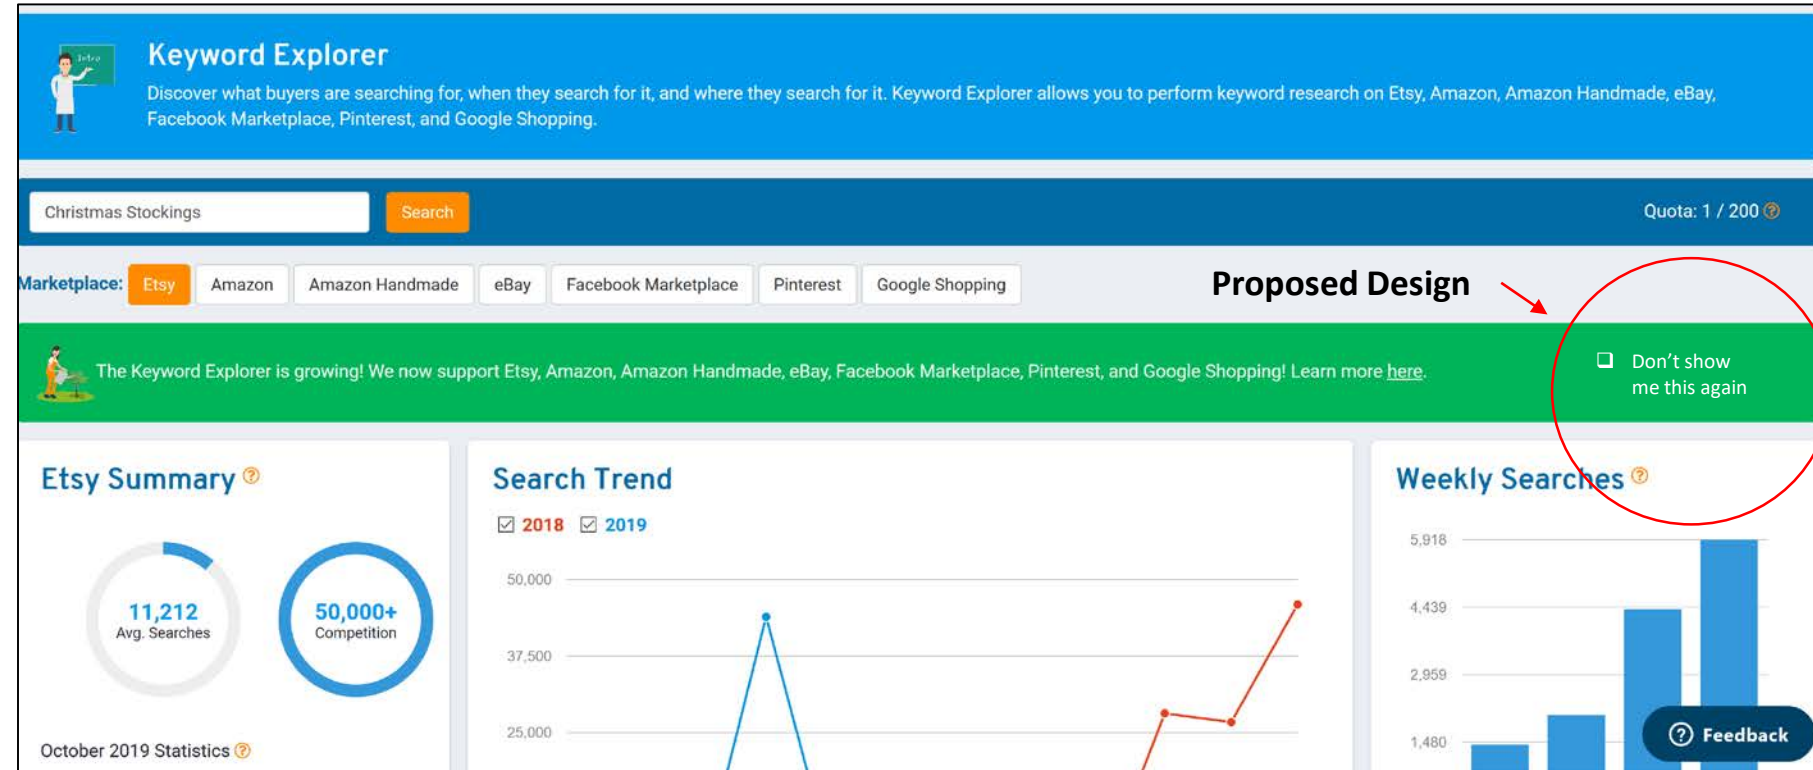 Intro
Keyword Explorer
Discover what buyers are searching for, when they search for it, and where they search for it. Keyword Explorer allows you to perform keyword research on Etsy, Amazon, Amazon Handmade, eBay,
Facebook Marketplace, Pinterest, and Google Shopping.
Christmas Stockings
Search
Quota: 1 / 200
Marketplace: Etsy Amazon Amazon Handmade eBay Facebook Marketplace Pinterest Google Shopping
Proposed Design
The Keyword Explorer is growing! We now support Etsy, Amazon, Amazon Handmade, eBay, Facebook Marketplace, Pinterest, and Google Shopping! Learn more here.
Don't show
me this again
Etsy Summary
11,212
Avg. Searches
50,000+
Competition
October 2019 Statistics
Search Trend
2018 2019
50,000
37,500
25,000
Weekly Searches
5,918
4,439
2,959
1,480
Feedback